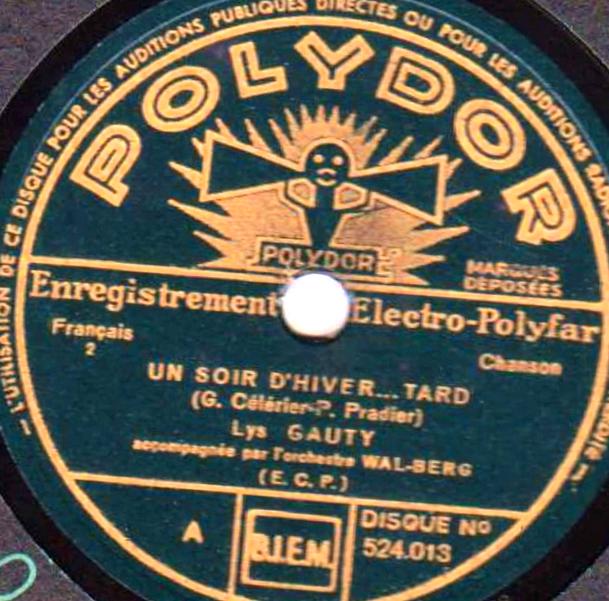 — L'UTILISATION DE CE DISQUE POUR LES AUDITIONS PUBLIQUES DIRECTES OU POUR LES AUDITIONS
POLYDOR
POLYDOR
MARQUES
DÉPOSÉES
Enregistrement Electro-Polyfar
Français
2
Chanson
UN SOIR D'HIVER... TARD
(G. Célérier-P. Pradier)
Lys GAUTY
accompagnée par l'orchestre WAL-BERG
(E. C. P.)
A
B.I.E.M.
DISQUE No
524.013